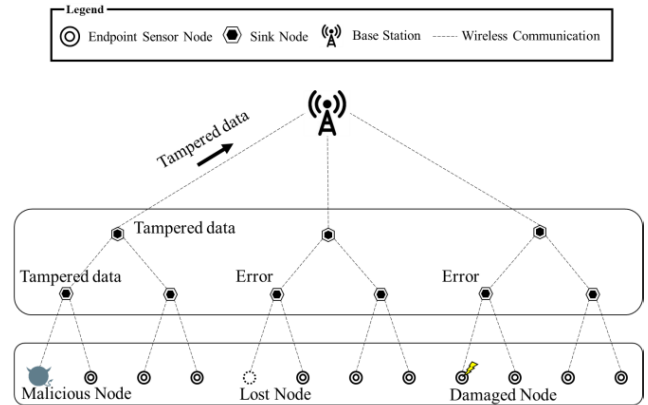 Legend
Endpoint Sensor Node Sink Node Base Station Wireless Communication
Tampered data
Tampered data
Tampered data Error Error
Malicious Node Lost Node Damaged Node